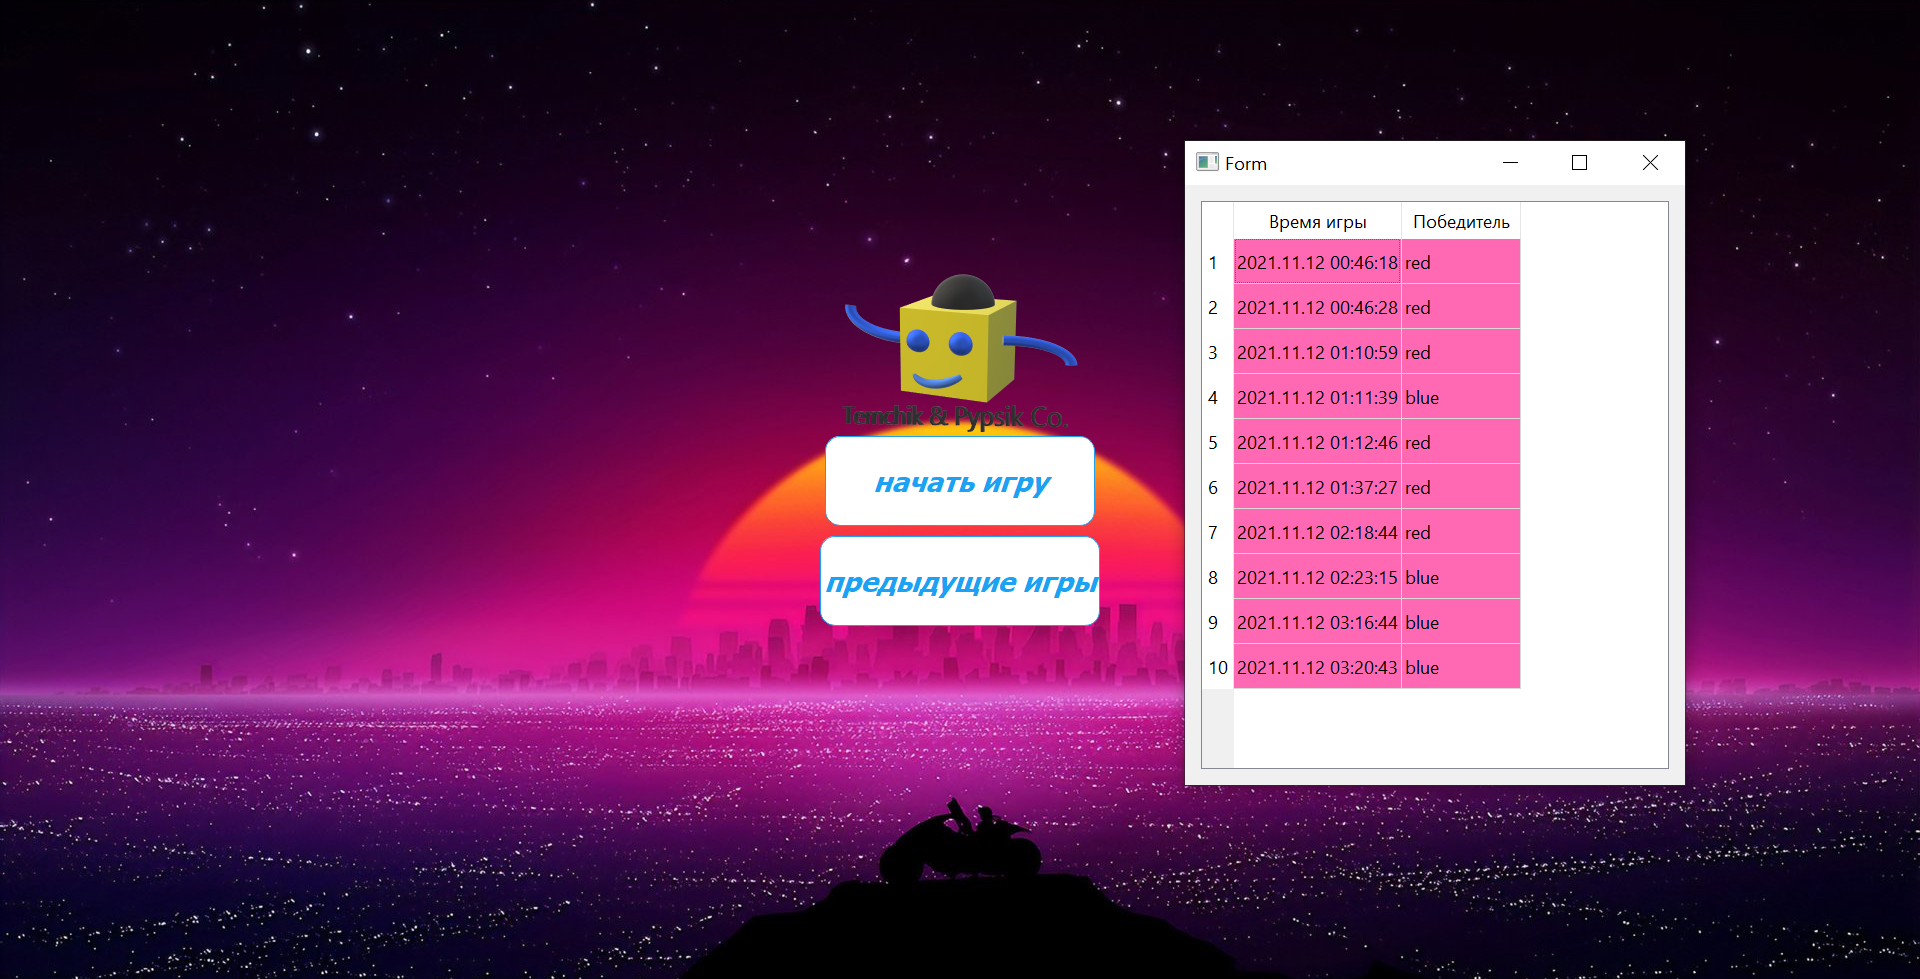 Temchik & Pypsik Co.
начать игру
предыдущие игры
Form
Время игры Победитель
1 2021.11.12 00:46:18 red
2 2021.11.12 00:46:28 red
3 2021.11.12 01:10:59 red
4 2021.11.12 01:11:39 blue
5 2021.11.12 01:12:46 red
6 2021.11.12 01:37:27 red
7 2021.11.12 02:18:44 red
8 2021.11.12 02:23:15 blue
9 2021.11.12 03:16:44 blue
10 2021.11.12 03:20:43 blue